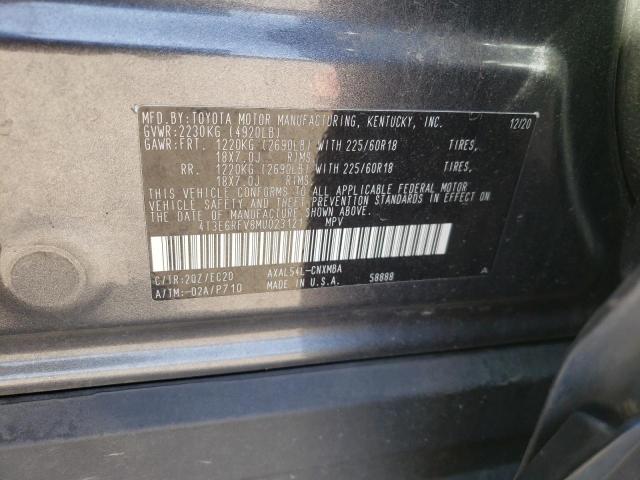 MFD.BY:TOYOTA MOTOR MANUFACTURING, KENTUCKY, INC. 12/20
GVWR:2230KG (4920LB)
GAWR:FRT. 1220KG (2690LB) WITH 225/60R18 TIRES,
18X7.0J RIMS
RR. 1220KG (2690LB) WITH 225/60R18 TIRES,
18X7.0J RIMS
THIS VEHICLE CONFORMS TO ALL APPLICABLE FEDERAL MOTOR
VEHICLE SAFETY AND THEFT PREVENTION STANDARDS IN EFFECT ON
THE DATE OF MANUFACTURE SHOWN ABOVE.
4T3E6RFV8MU02312 MPV
C/TR:2QZ/EC20 AXAL54L-CNXMBA A
A/TM:-02A/P710 MADE IN U.S.A. 58888